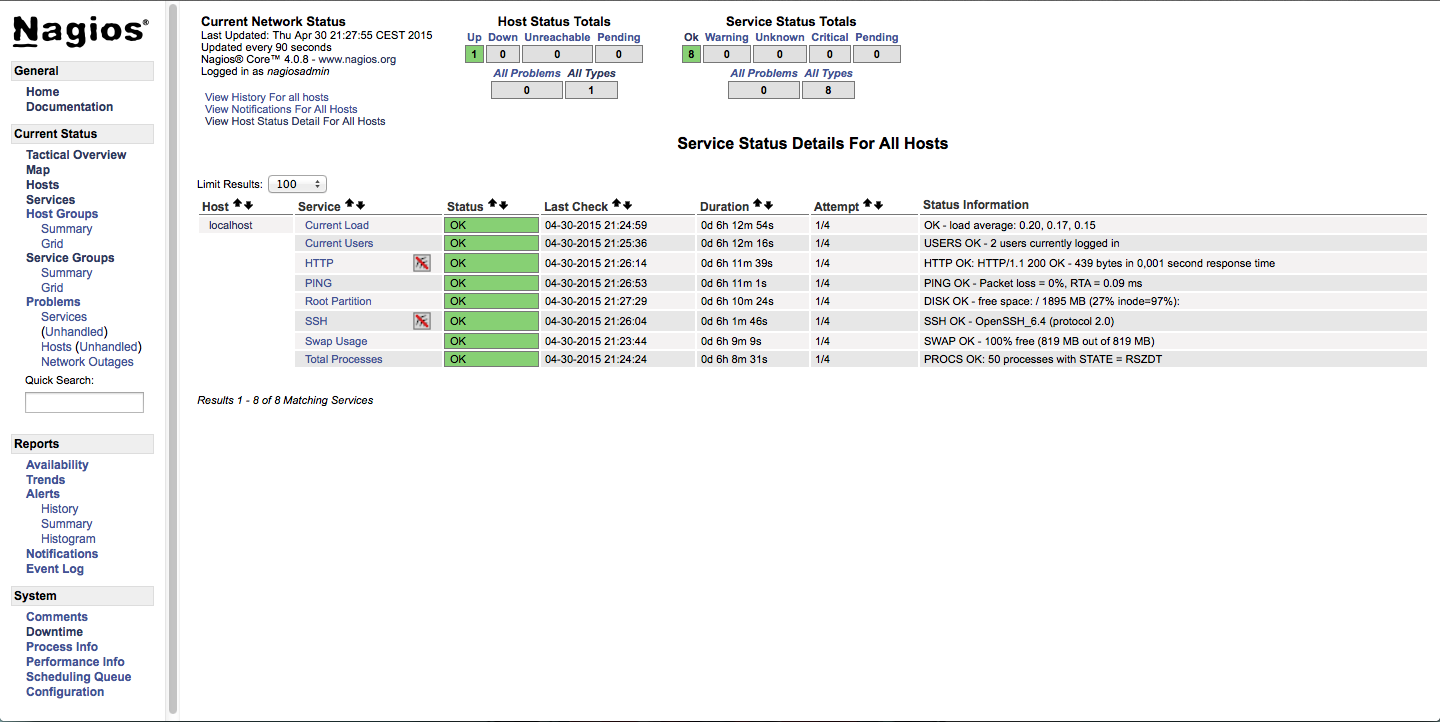 Nagios®
General
Home
Documentation
Current Status
Tactical Overview
Map
Hosts
Services
Host Groups
Summary
Grid
Service Groups
Summary
Grid
Problems
Services
(Unhandled)
Hosts (Unhandled)
Network Outages
Quick Search:
Reports
Availability
Trends
Alerts
History
Summary
Histogram
Notifications
Event Log
System
Comments
Downtime
Process Info
Performance Info
Scheduling Queue
Configuration
Current Network Status
Last Updated: Thu Apr 30 21:27:55 CEST 2015
Updated every 90 seconds
Nagios® Core™ 4.0.8 - www.nagios.org
Logged in as nagiosadmin
View History For all hosts
View Notifications For All Hosts
View Host Status Detail For All Hosts
Host Status Totals
Up Down Unreachable Pending
1 0 0 0
All Problems All Types
0 1
Service Status Totals
Ok Warning Unknown Critical Pending
8 0 0 0 0
All Problems All Types
0 8
Service Status Details For All Hosts
Limit Results: 100
Host Service Status Last Check Duration Attempt Status Information
localhost Current Load OK 04-30-2015 21:24:59 0d 6h 12m 54s 1/4 OK - load average: 0.20, 0.17, 0.15
Current Users OK 04-30-2015 21:25:36 0d 6h 12m 16s 1/4 USERS OK - 2 users currently logged in
HTTP OK 04-30-2015 21:26:14 0d 6h 11m 39s 1/4 HTTP OK: HTTP/1.1 200 OK - 439 bytes in 0,001 second response time
PING OK 04-30-2015 21:26:53 0d 6h 11m 1s 1/4 PING OK - Packet loss = 0%, RTA = 0.09 ms
Root Partition OK 04-30-2015 21:27:29 0d 6h 10m 24s 1/4 DISK OK - free space: / 1895 MB (27% inode=97%):
SSH OK 04-30-2015 21:26:04 0d 6h 1m 46s 1/4 SSH OK - OpenSSH_6.4 (protocol 2.0)
Swap Usage OK 04-30-2015 21:23:44 0d 6h 9m 9s 1/4 SWAP OK - 100% free (819 MB out of 819 MB)
Total Processes OK 04-30-2015 21:24:24 0d 6h 8m 31s 1/4 PROCS OK: 50 processes with STATE = RSZDT
Results 1 - 8 of 8 Matching Services